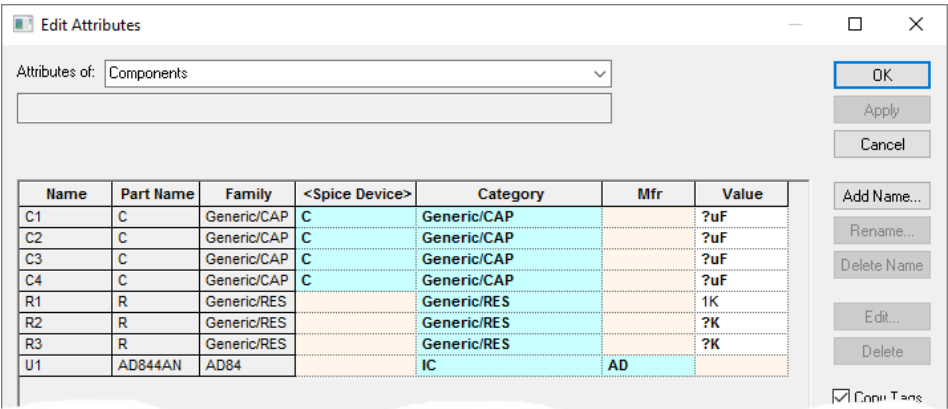 Edit Attributes
Attributes of: Components
OK
Apply
Cancel
Name Part Name Family <Spice Device> Category Mfr Value
C1 C Generic/CAP C Generic/CAP ?uF
C2 C Generic/CAP C Generic/CAP ?uF
C3 C Generic/CAP C Generic/CAP ?uF
C4 C Generic/CAP C Generic/CAP ?uF
R1 R Generic/RES Generic/RES 1K
R2 R Generic/RES Generic/RES ?K
R3 R Generic/RES Generic/RES ?K
U1 AD844AN AD84 IC AD
Add Name...
Rename...
Delete Name
Edit...
Delete
Copy Tags